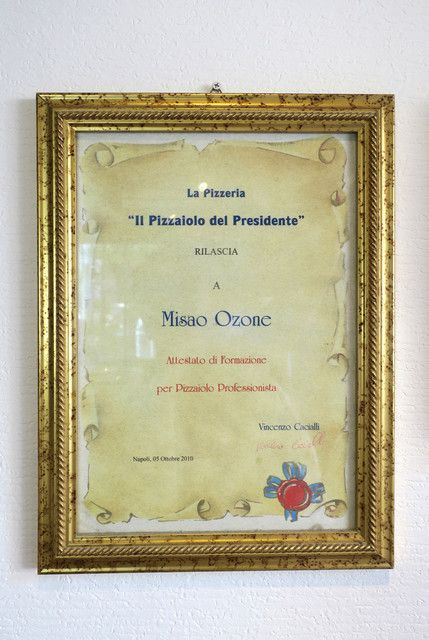 La Pizzeria
"Il Pizzaiolo del Presidente"
RILASCIA
A
Misao Ozone
Attestato di Formazione
per Pizzaiolo Professionista
Vincenzo Cacialli
Napoli, 05 Ottobre 2010